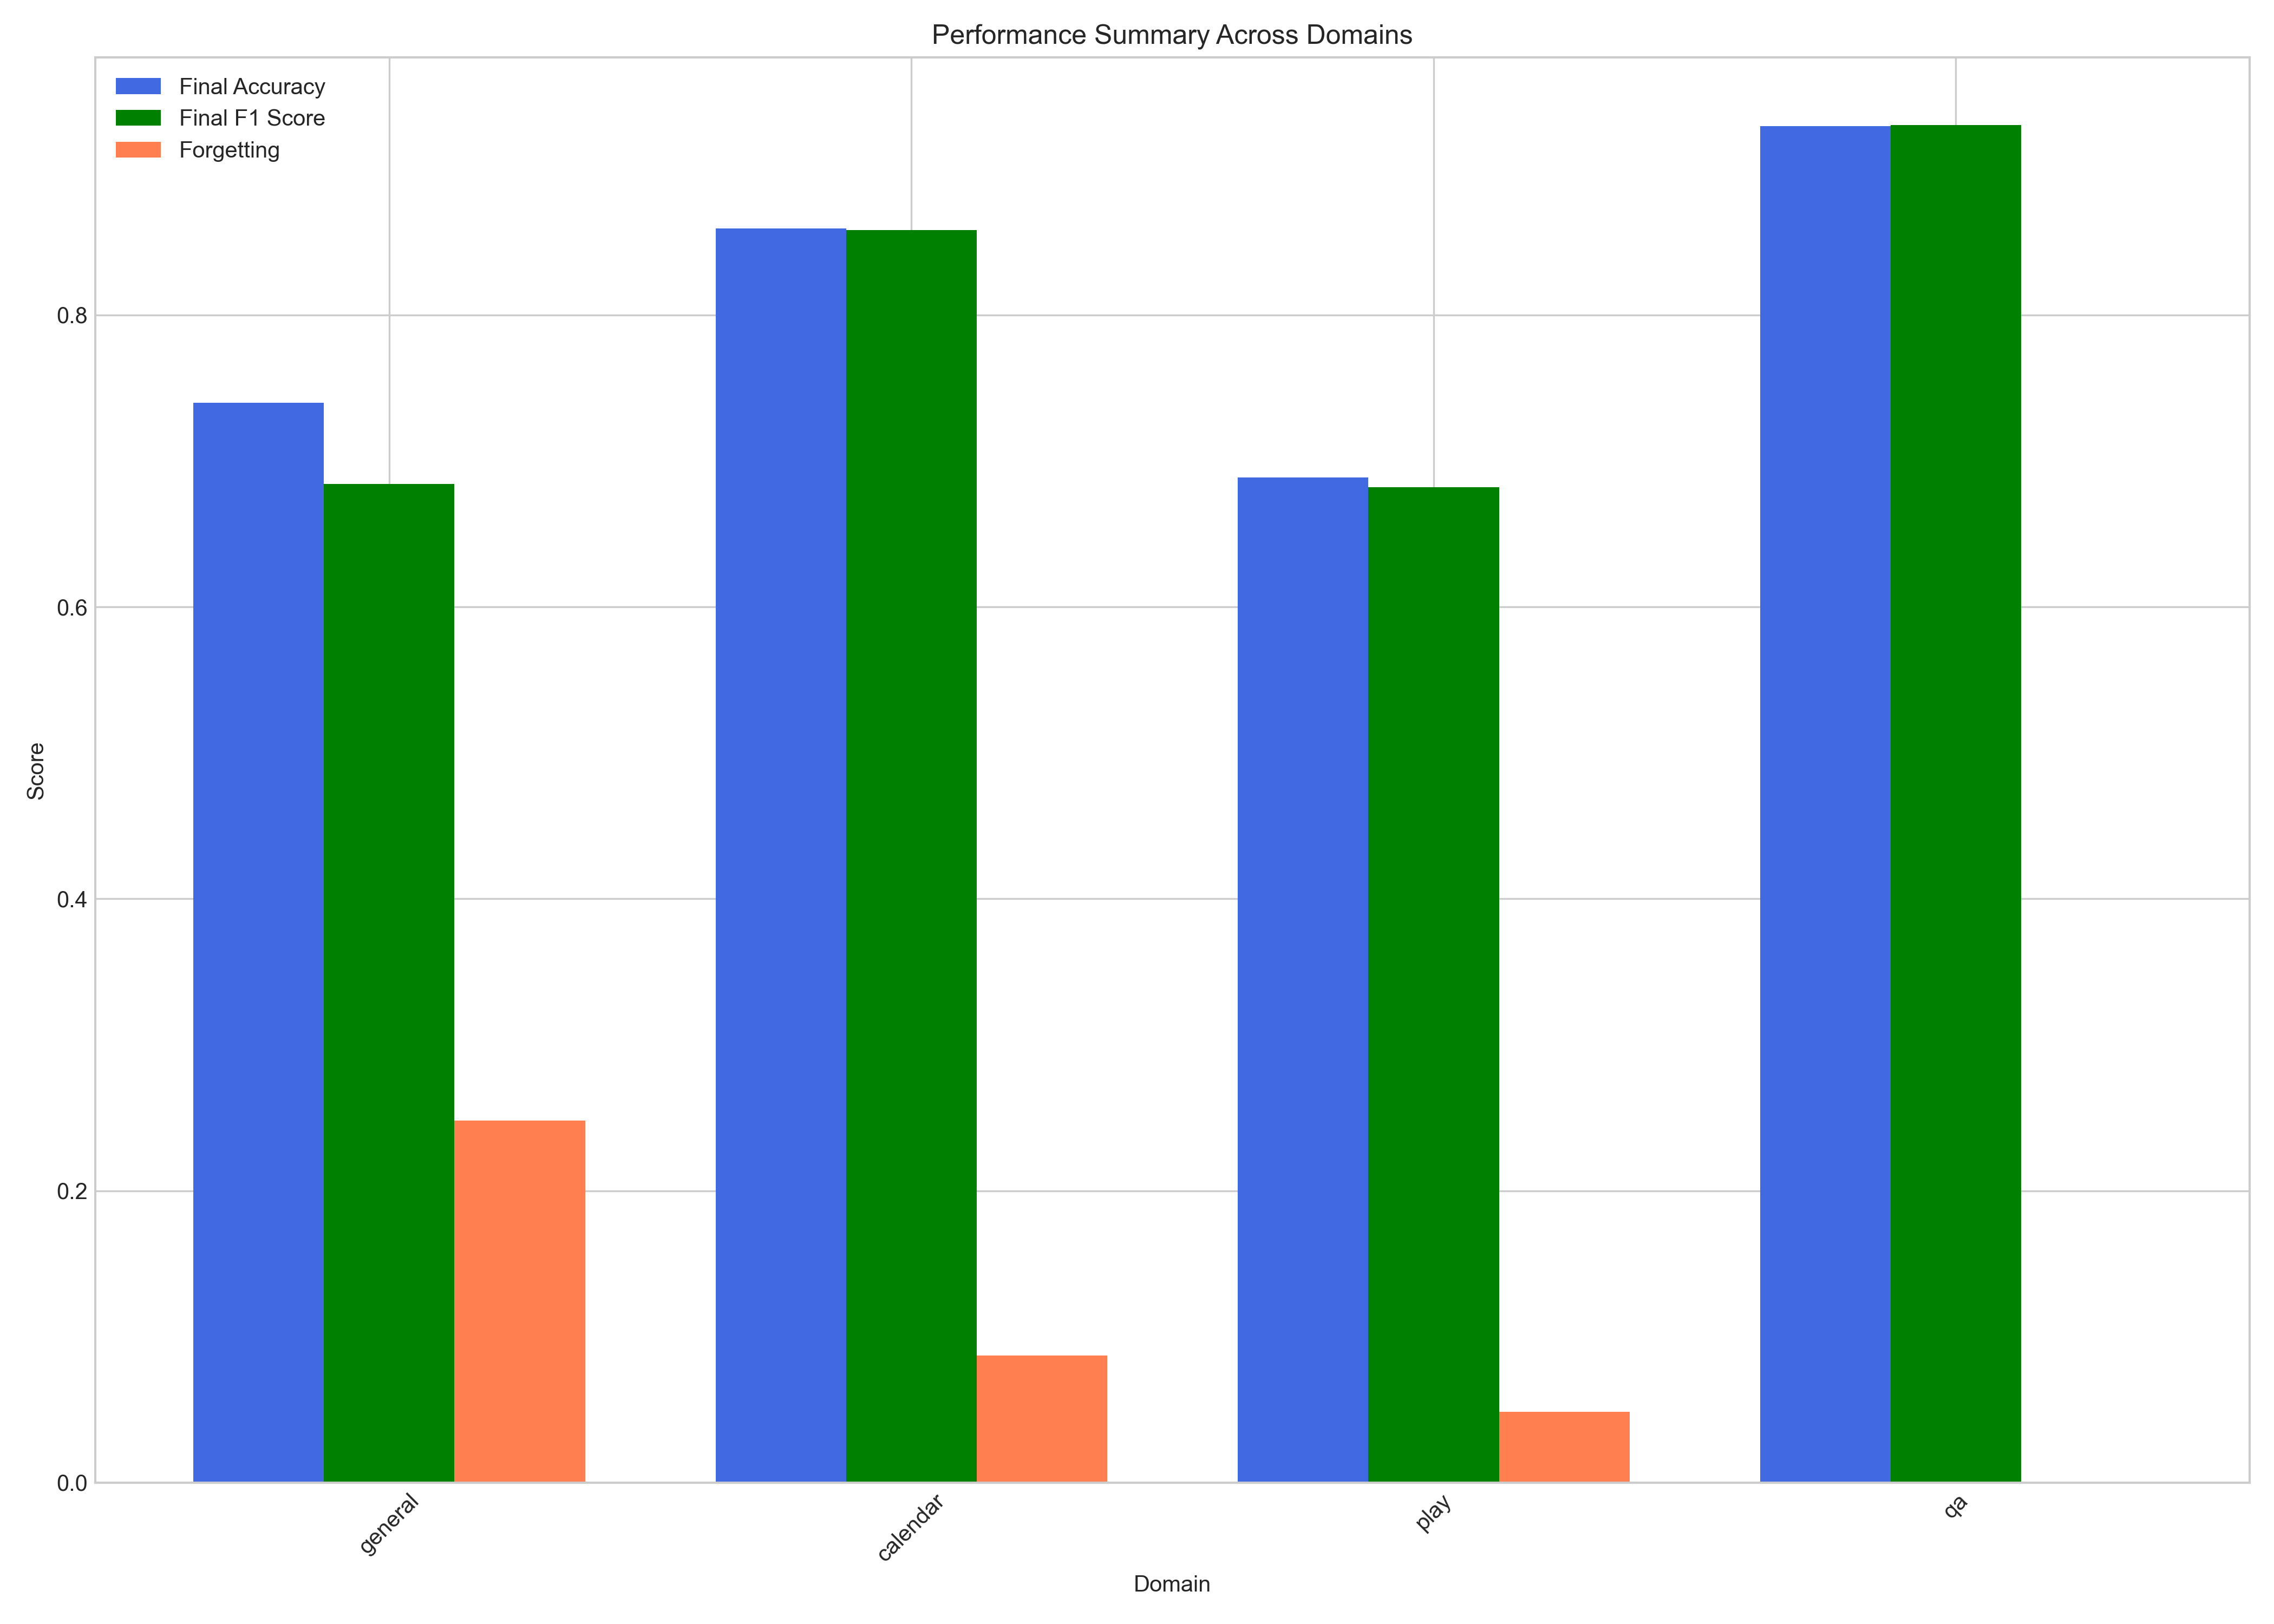 Performance Summary Across Domains
Final Accuracy
Final F1 Score
Forgetting
0.8
0.6
0.4
0.2
0.0
Score
general
calendar
play
qa
Domain